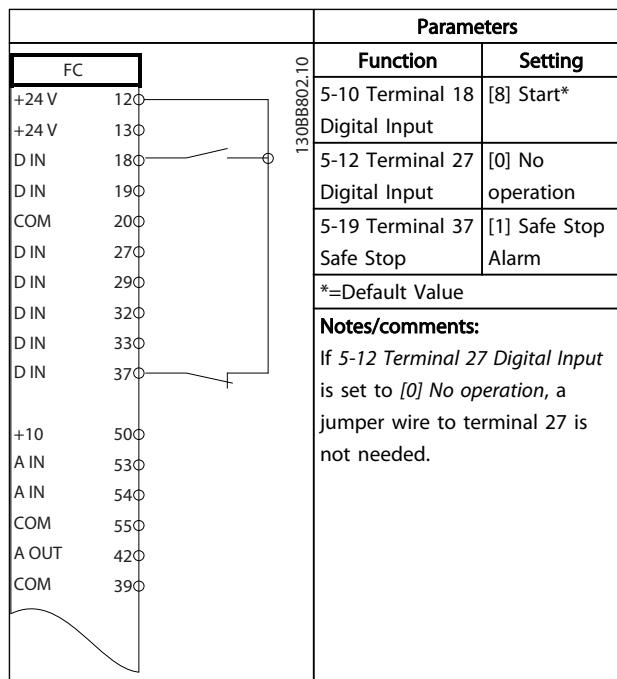 FC
+24 V 12
+24 V 13
D IN 18
D IN 19
COM 20
D IN 27
D IN 29
D IN 32
D IN 33
D IN 37
+10 50
A IN 53
A IN 54
COM 55
A OUT 42
COM 39
130BB802.10
Parameters
Function Setting
5-10 Terminal 18 [8] Start*
Digital Input
5-12 Terminal 27 [0] No
Digital Input operation
5-19 Terminal 37 [1] Safe Stop
Safe Stop Alarm
*=Default Value
Notes/comments:
If 5-12 Terminal 27 Digital Input
is set to [0] No operation, a
jumper wire to terminal 27 is
not needed.